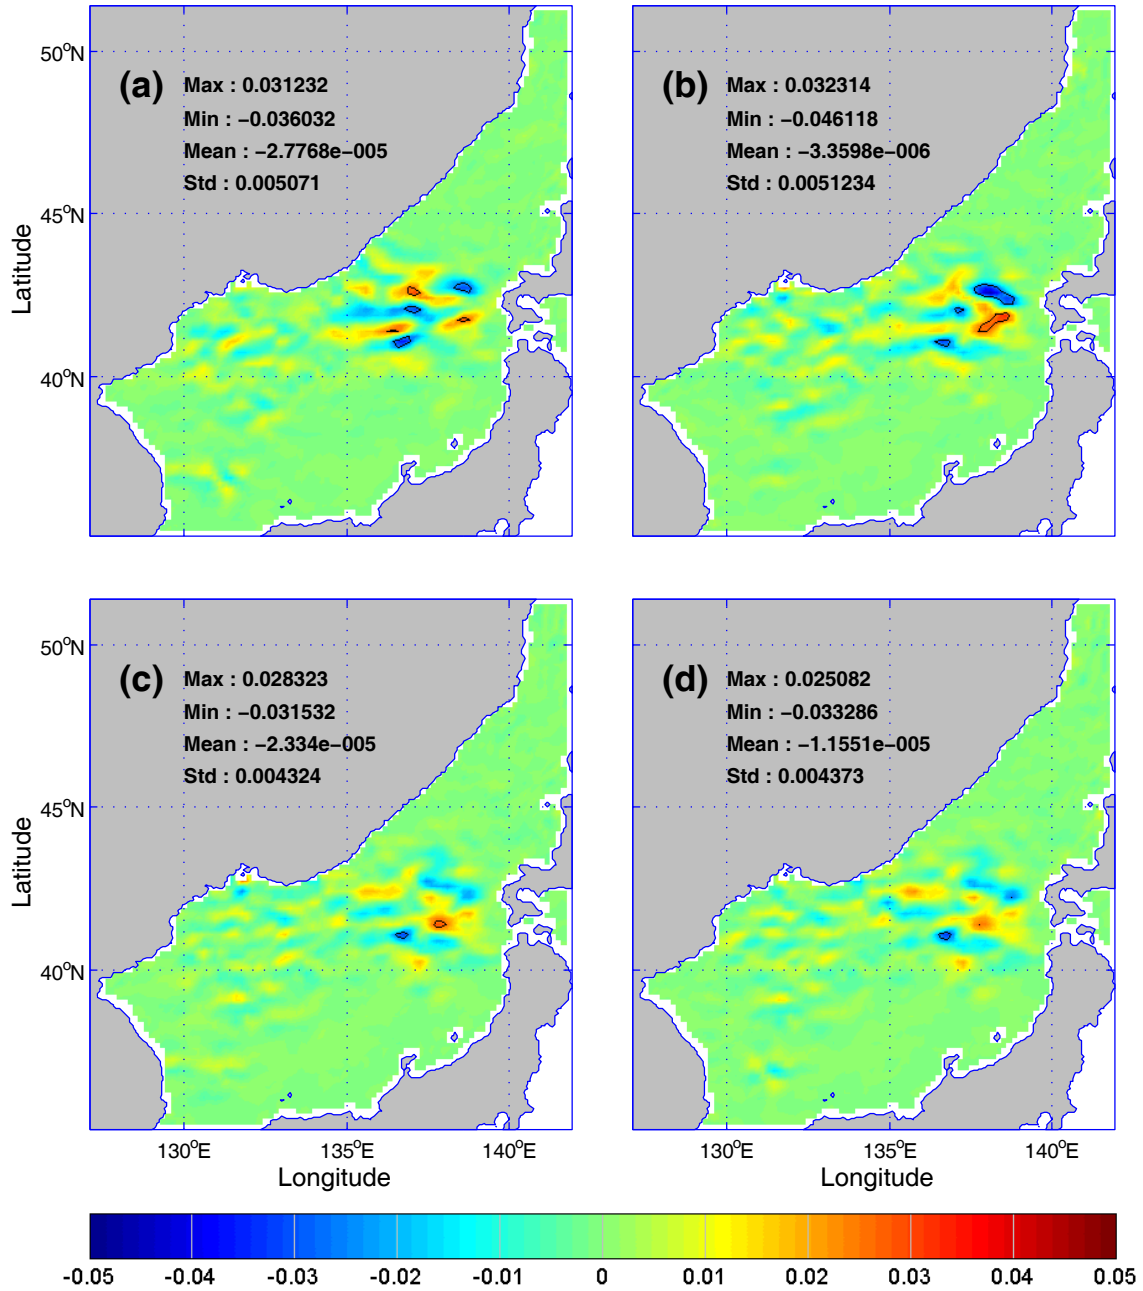 50°N
45°N
40°N
Latitude
(a)
Max : 0.031232
Min : −0.036032
Mean : −2.7768e−005
Std : 0.005071
(b)
Max : 0.032314
Min : −0.046118
Mean : −3.3598e−006
Std : 0.0051234
50°N
45°N
40°N
Latitude
(c)
Max : 0.028323
Min : −0.031532
Mean : −2.334e−005
Std : 0.004324
130°E 135°E 140°E
Longitude
(d)
Max : 0.025082
Min : −0.033286
Mean : −1.1551e−005
Std : 0.004373
130°E 135°E 140°E
Longitude
-0.05 -0.04 -0.03 -0.02 -0.01 0 0.01 0.02 0.03 0.04 0.05